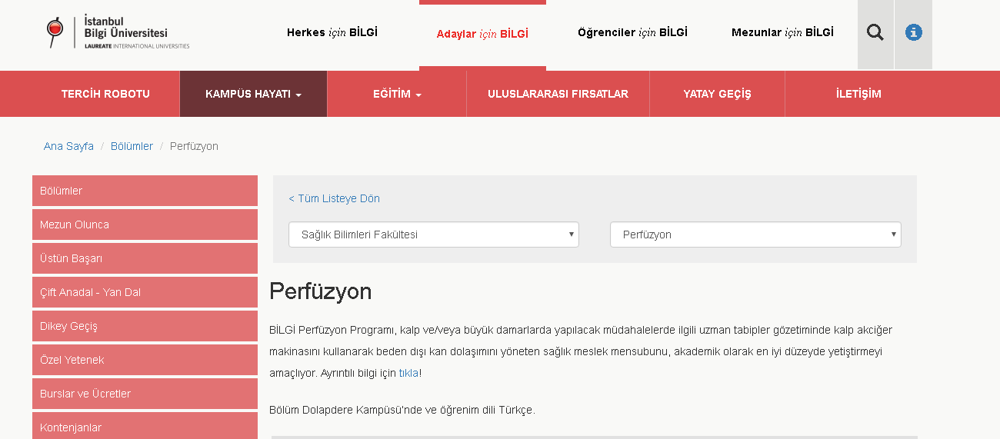 İstanbul
Bilgi Üniversitesi
LAUREATE INTERNATIONAL UNIVERSITIES
Herkes için BİLGİ
Adaylar için BİLGİ
Öğrenciler için BİLGİ
Mezunlar için BİLGİ
TERCİH ROBOTU
KAMPÜS HAYATI
EĞİTİM
ULUSLARARASI FIRSATLAR
YATAY GEÇİŞ
İLETİŞİM
Ana Sayfa / Bölümler / Perfüzyon
Bölümler
Mezun Olunca
Üstün Başarı
Çift Anadal - Yan Dal
Dikey Geçiş
Özel Yetenek
Burslar ve Ücretler
Kontenjanlar
< Tüm Listeye Dön
Sağlık Bilimleri Fakültesi
Perfüzyon
Perfüzyon
BİLGİ Perfüzyon Programı, kalp ve/veya büyük damarlarda yapılacak müdahalelerde ilgili uzman tabipler gözetiminde kalp akciğer
makinasını kullanarak beden dışı kan dolaşımını yöneten sağlık meslek mensubunu, akademik olarak en iyi düzeyde yetiştirmeyi
amaçlıyor. Ayrıntılı bilgi için tıkla!
Bölüm Dolapdere Kampüsü'nde ve öğrenim dili Türkçe.